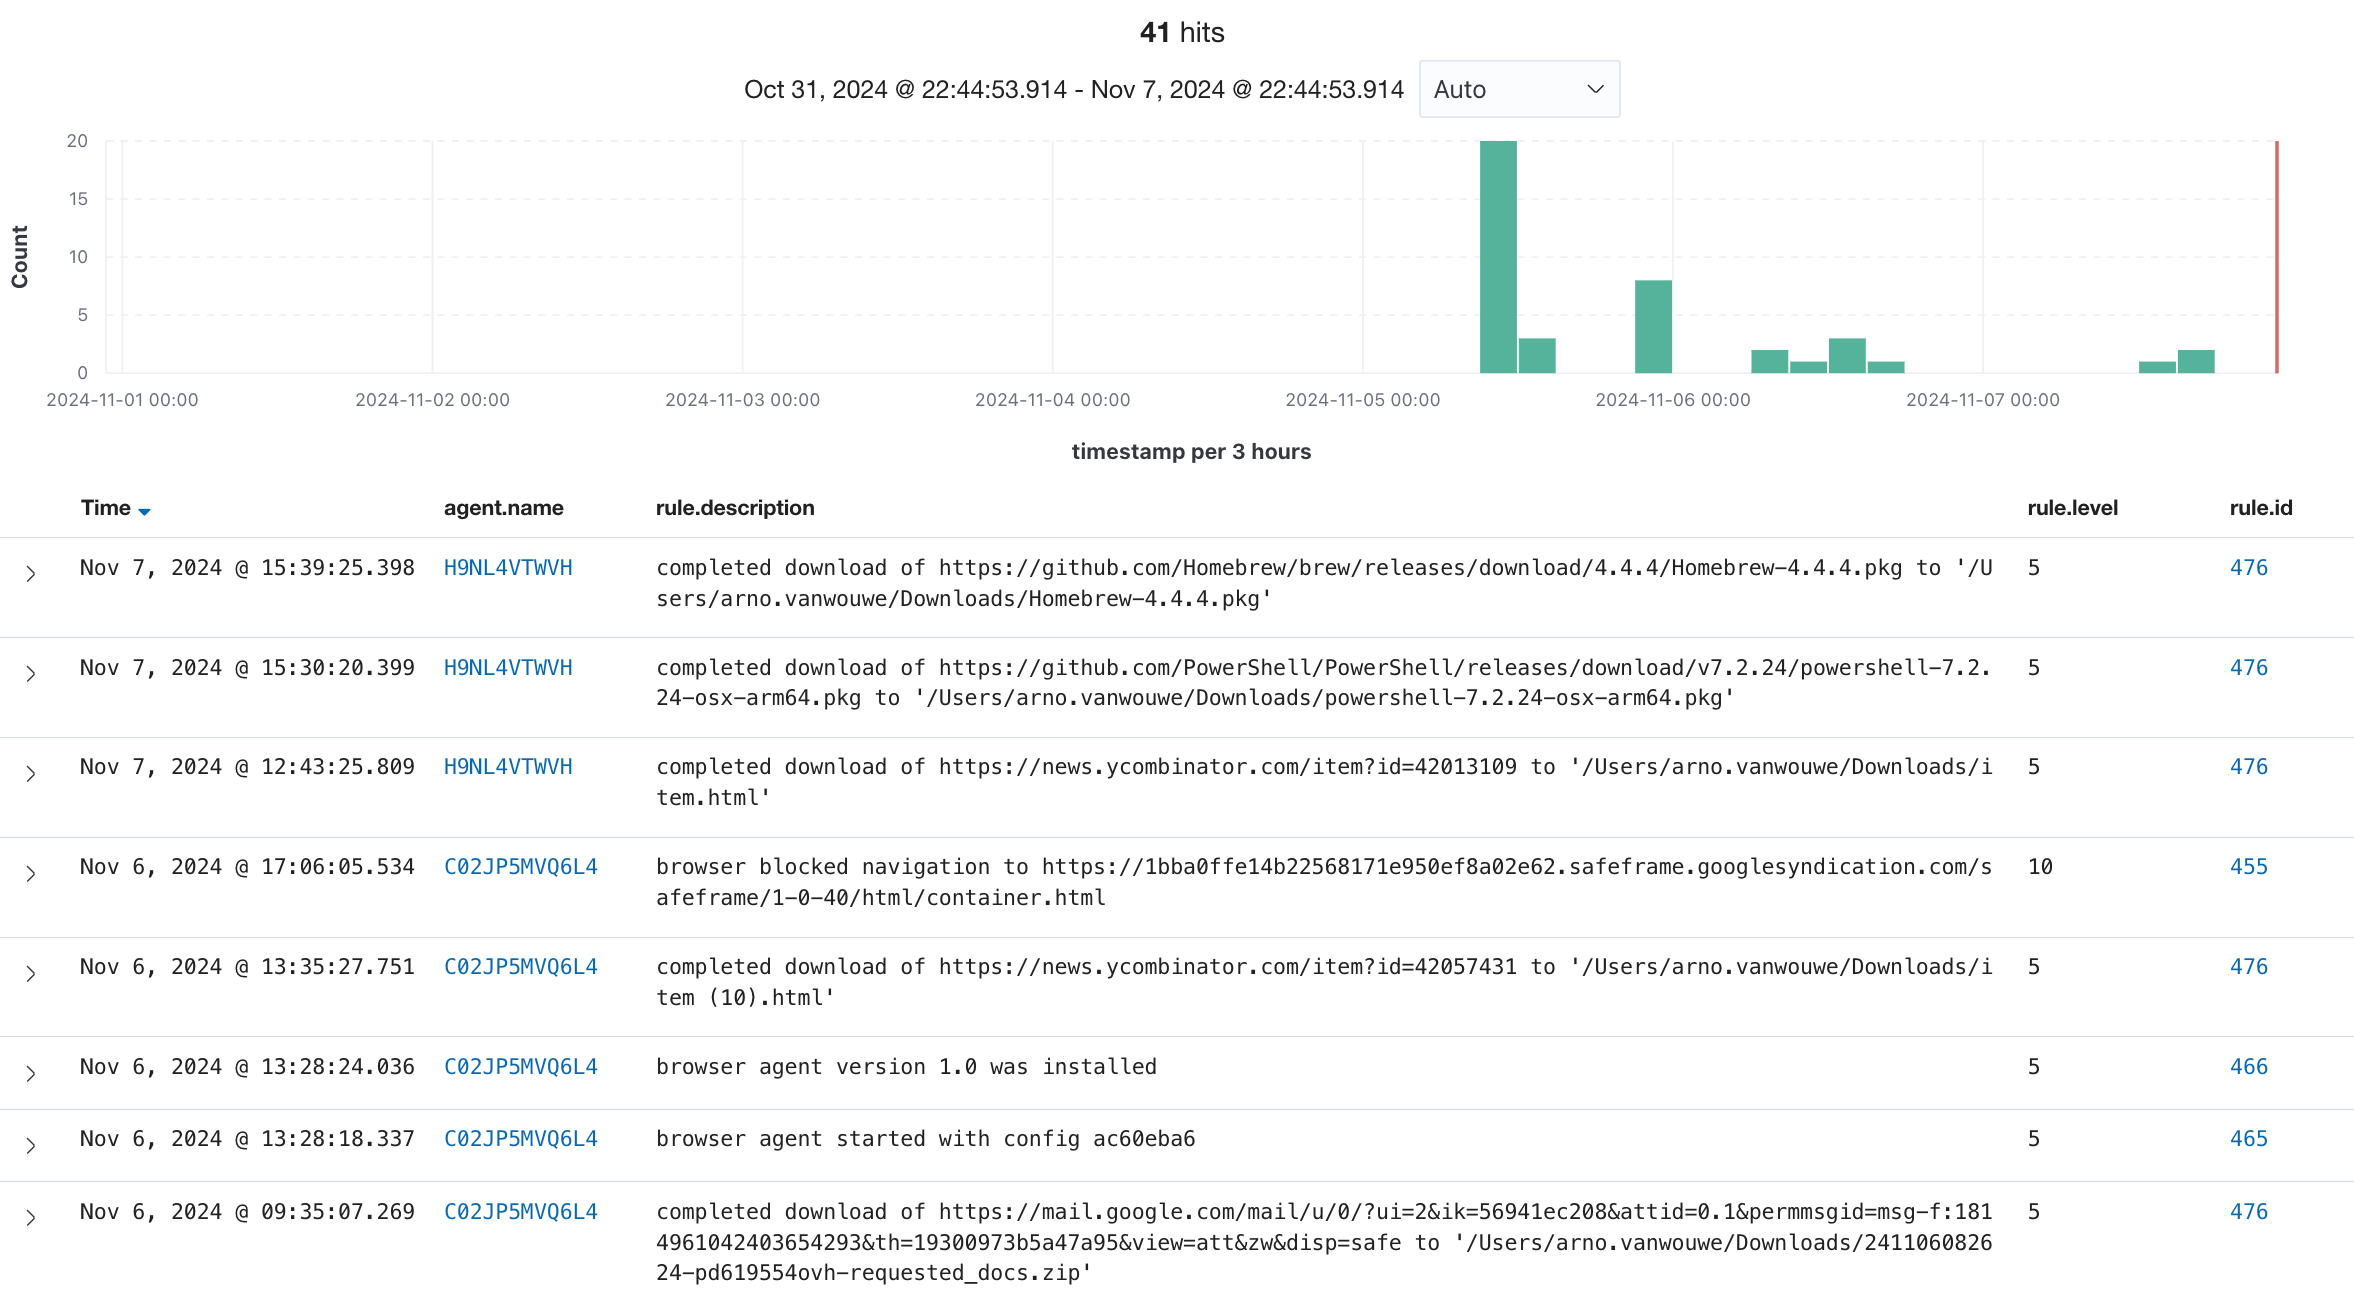 41 hits
Oct 31, 2024 @ 22:44:53.914 - Nov 7, 2024 @ 22:44:53.914 Auto
20
15
10
5
0
Count
2024-11-01 00:00 2024-11-02 00:00 2024-11-03 00:00 2024-11-04 00:00 2024-11-05 00:00 2024-11-06 00:00 2024-11-07 00:00
timestamp per 3 hours
Time agent.name rule.description rule.level rule.id
Nov 7, 2024 @ 15:39:25.398 H9NL4VTWVH completed download of https://github.com/Homebrew/brew/releases/download/4.4.4/Homebrew-4.4.4.pkg to '/U 5 476
sers/arno.vanwouwe/Downloads/Homebrew-4.4.4.pkg'
Nov 7, 2024 @ 15:30:20.399 H9NL4VTWVH completed download of https://github.com/PowerShell/PowerShell/releases/download/v7.2.24/powershell-7.2. 5 476
24-osx-arm64.pkg to '/Users/arno.vanwouwe/Downloads/powershell-7.2.24-osx-arm64.pkg'
Nov 7, 2024 @ 12:43:25.809 H9NL4VTWVH completed download of https://news.ycombinator.com/item?id=42013109 to '/Users/arno.vanwouwe/Downloads/i 5 476
tem.html'
Nov 6, 2024 @ 17:06:05.534 C02JP5MVQ6L4 browser blocked navigation to https://1bba0ffe14b22568171e950ef8a02e62.safeframe.googlesyndication.com/s 10 455
afeframe/1-0-40/html/container.html
Nov 6, 2024 @ 13:35:27.751 C02JP5MVQ6L4 completed download of https://news.ycombinator.com/item?id=42057431 to '/Users/arno.vanwouwe/Downloads/i 5 476
tem (10).html'
Nov 6, 2024 @ 13:28:24.036 C02JP5MVQ6L4 browser agent version 1.0 was installed 5 466
Nov 6, 2024 @ 13:28:18.337 C02JP5MVQ6L4 browser agent started with config ac60eba6 5 465
Nov 6, 2024 @ 09:35:07.269 C02JP5MVQ6L4 completed download of https://mail.google.com/mail/u/0/?ui=2&ik=56941ec208&attid=0.1&permmsgid=msg-f:181 5 476
4961042403654293&th=19300973b5a47a95&view=att&zw&disp=safe to '/Users/arno.vanwouwe/Downloads/2411060826
24-pd619554ovh-requested_docs.zip'